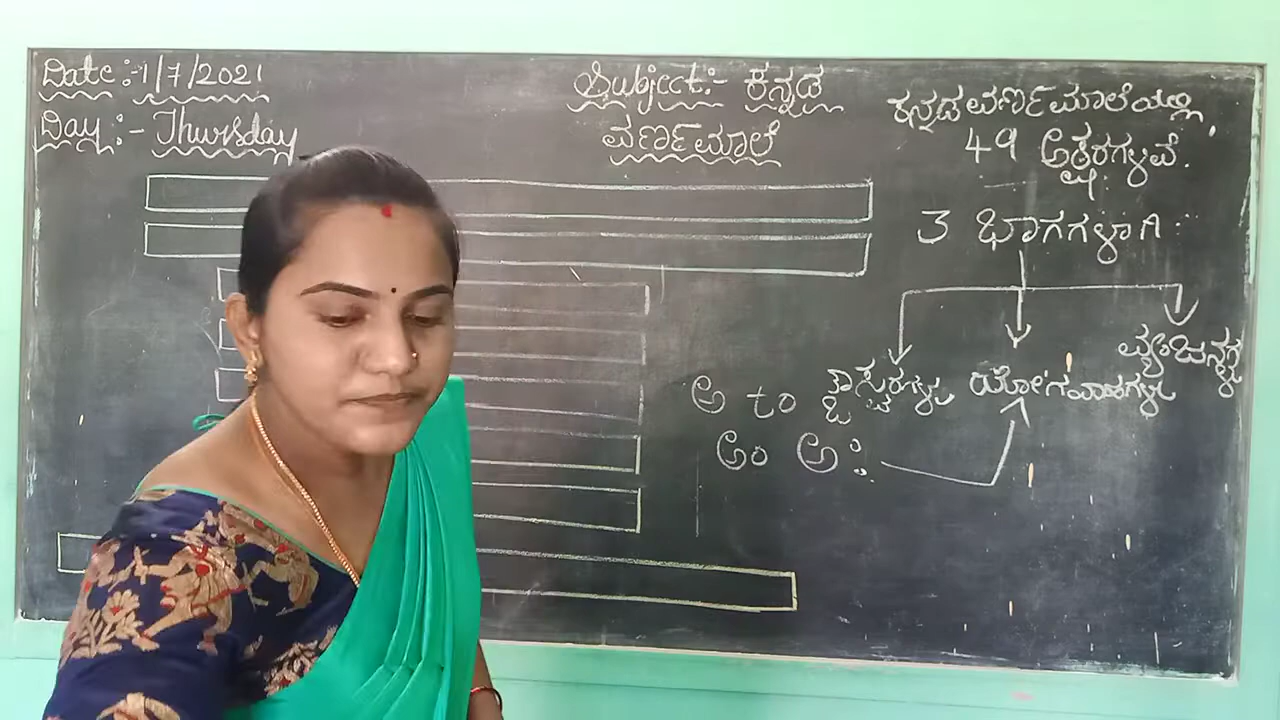 Date:-1/7/2021
Day:- Thursday
Subject:- ಕನ್ನಡ
ವರ್ಣಮಾಲೆ
ಕನ್ನಡ ವರ್ಣಮಾಲೆಯಲ್ಲಿ
49 ಅಕ್ಷರಗಳಿವೆ.
3 ಭಾಗಗಳಾಗಿ:
ಸ್ವರಗಳು ಯೋಗವಾಹಗಳು
ಅ to ಔ
ಅಂ ಅಃ